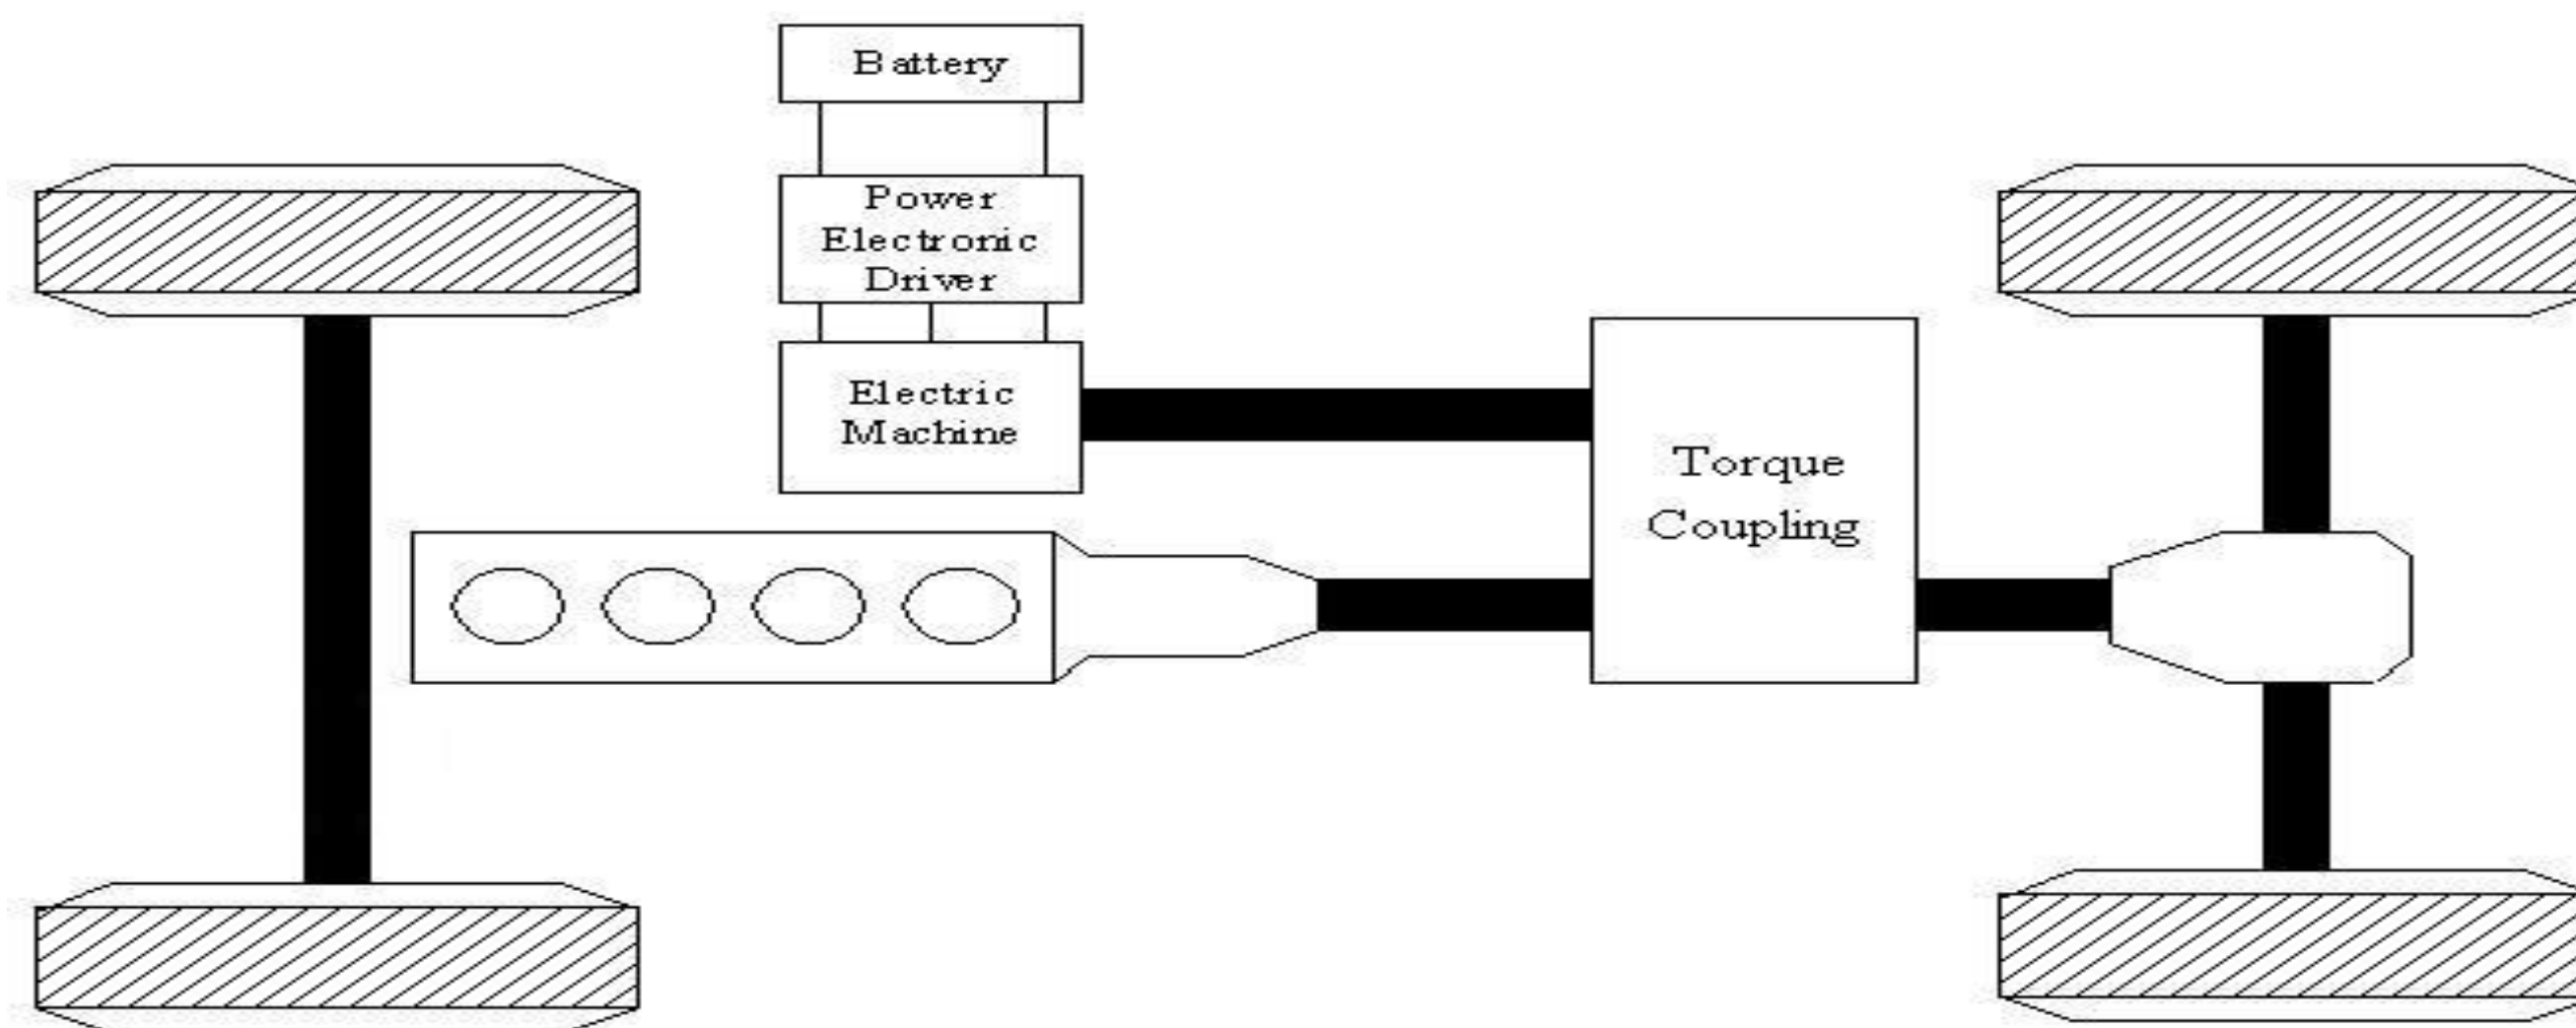 Battery
Power
Electronic
Driver
Electric
Machine
Torque
Coupling